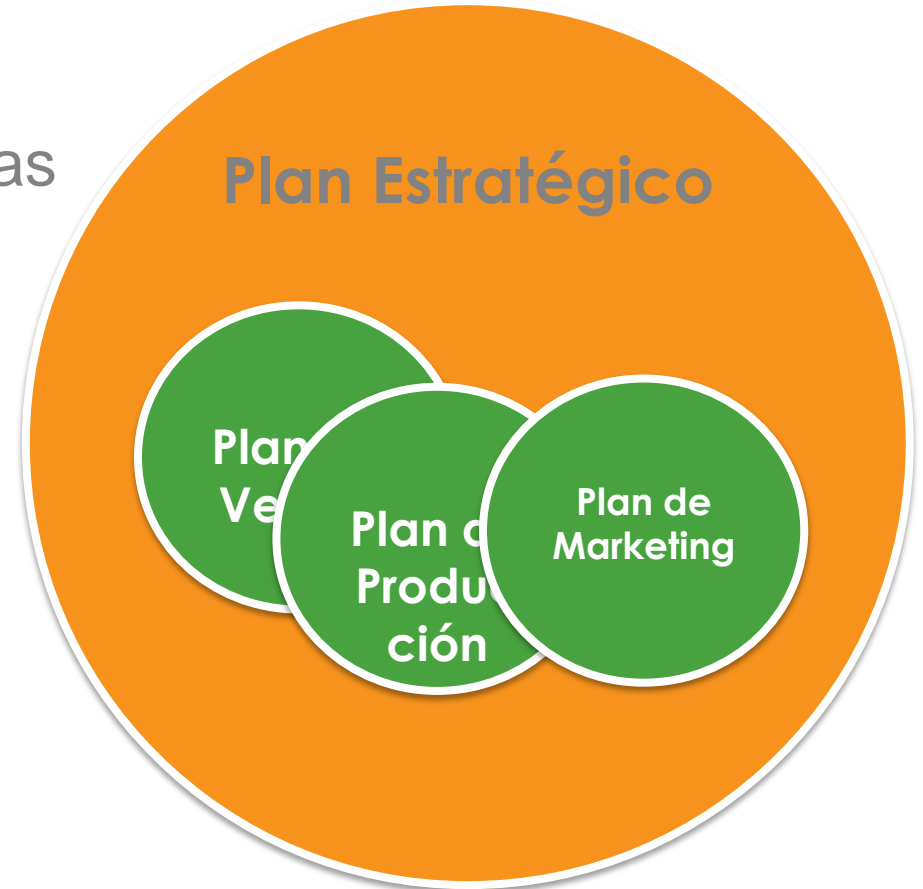 as
Plan Estratégico
Plan
Ve
Plan
Produc
ción
Plan de
Marketing